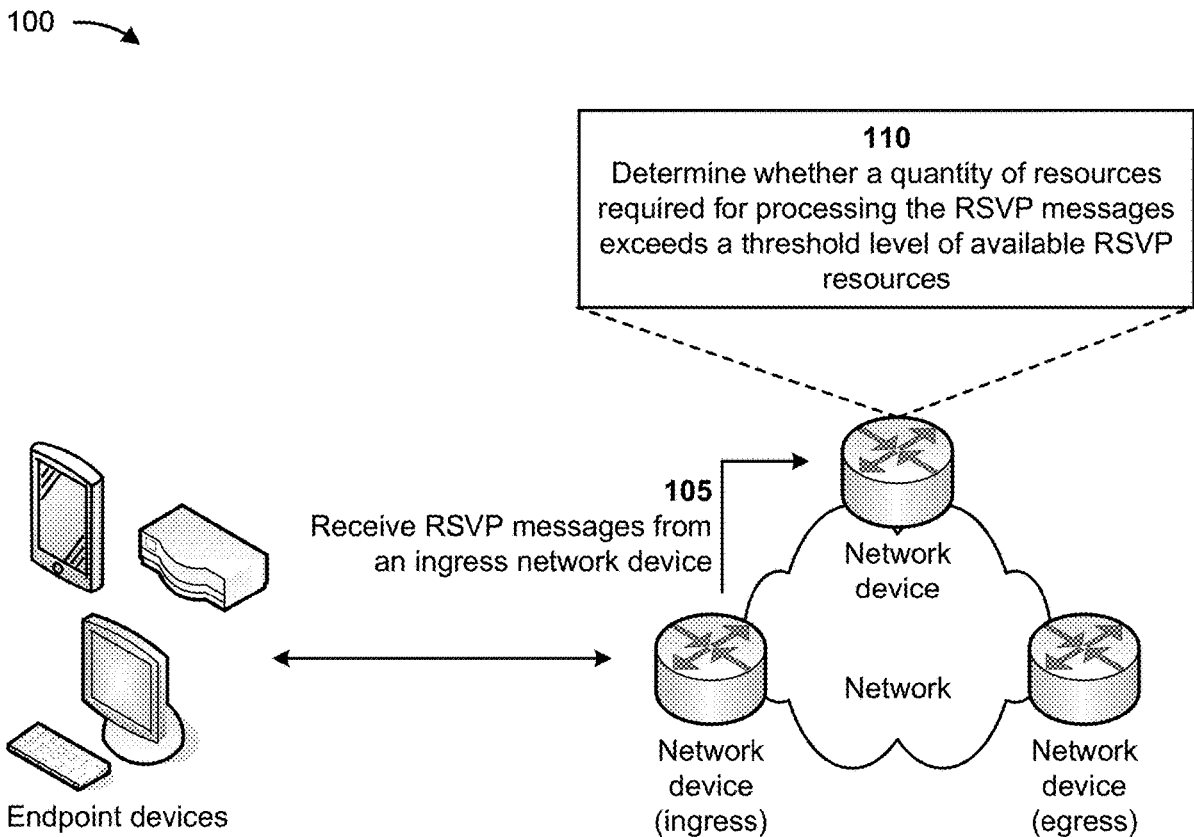 100
110
Determine whether a quantity of resources
required for processing the RSVP messages
exceeds a threshold level of available RSVP
resources
105
Receive RSVP messages from
an ingress network device
Network
device
Network
Network
device
(ingress)
Network
device
(egress)
Endpoint devices